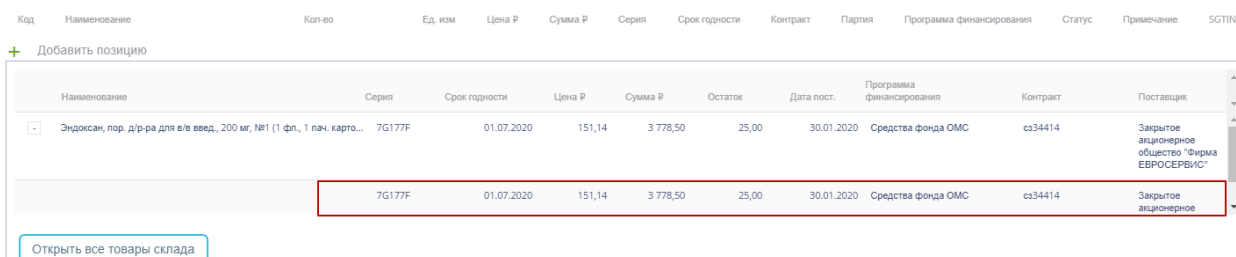 Код Наименование Кол-во Ед. изм Цена ₽ Сумма ₽ Серия Срок годности Контракт Партия Программа финансирования Статус Примечание SGTIN
+ Добавить позицию
Наименование Серия Срок годности Цена ₽ Сумма ₽ Остаток Дата пост. Программа финансирования Контракт Поставщик
- Эндоксан, пор. д/р-ра для в/в введ., 200 мг, №1 (1 фл., 1 пач. карто... 7G177F 01.07.2020 151,14 3 778,50 25,00 30.01.2020 Средства фонда ОМС сз34414 Закрытое
акционерное
общество "Фирма
ЕВРОСЕРВИС"
7G177F 01.07.2020 151,14 3 778,50 25,00 30.01.2020 Средства фонда ОМС сз34414 Закрытое
акционерное
Открыть все товары склада